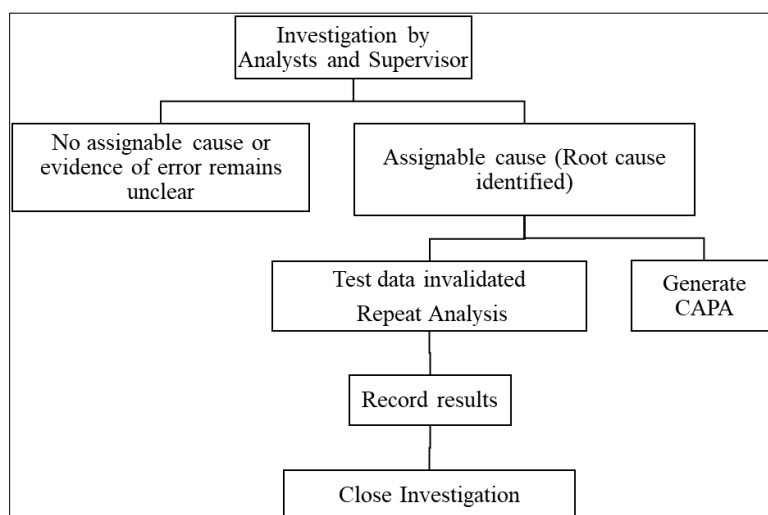 Investigation by
Analysts and Supervisor
No assignable cause or
evidence of error remains
unclear
Assignable cause (Root cause
identified)
Test data invalidated
Repeat Analysis
Generate
CAPA
Record results
Close Investigation